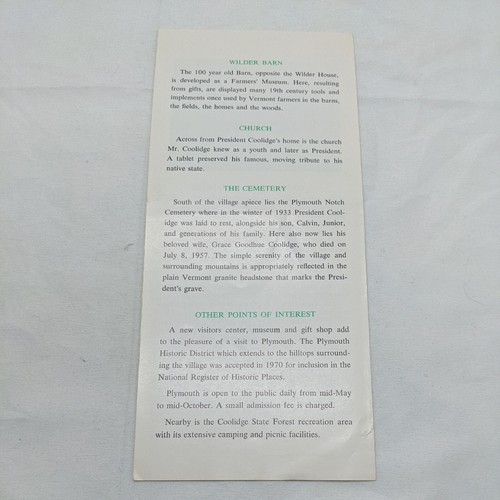 WILDER BARN
The 100 year old Barn, opposite the Wilder House,
is developed as a Farmers' Museum. Here, resulting
from gifts, are displayed many 19th century tools and
implements once used by Vermont farmers in the barns,
the fields, the homes and the woods.
CHURCH
Across from President Coolidge's home is the church
Mr. Coolidge knew as a youth and later as President.
A tablet preserved his famous, moving tribute to his
native state.
THE CEMETERY
South of the village apiece lies the Plymouth Notch
Cemetery where in the winter of 1933 President Cool-
idge was laid to rest, alongside his son, Calvin, Junior,
and generations of his family. Here also now lies his
beloved wife, Grace Goodhue Coolidge, who died on
July 8, 1957. The simple serenity of the village and
surrounding mountains is appropriately reflected in the
plain Vermont granite headstone that marks the Presi-
dent's grave.
OTHER POINTS OF INTEREST
A new visitors center, museum and gift shop add
to the pleasure of a visit to Plymouth. The Plymouth
Historic District which extends to the hilltops surround-
ing the village was accepted in 1970 for inclusion in the
National Register of Historic Places.
Plymouth is open to the public daily from mid-May
to mid-October. A small admission fee is charged.
Nearby is the Coolidge State Forest recreation area
with its extensive camping and picnic facilities.